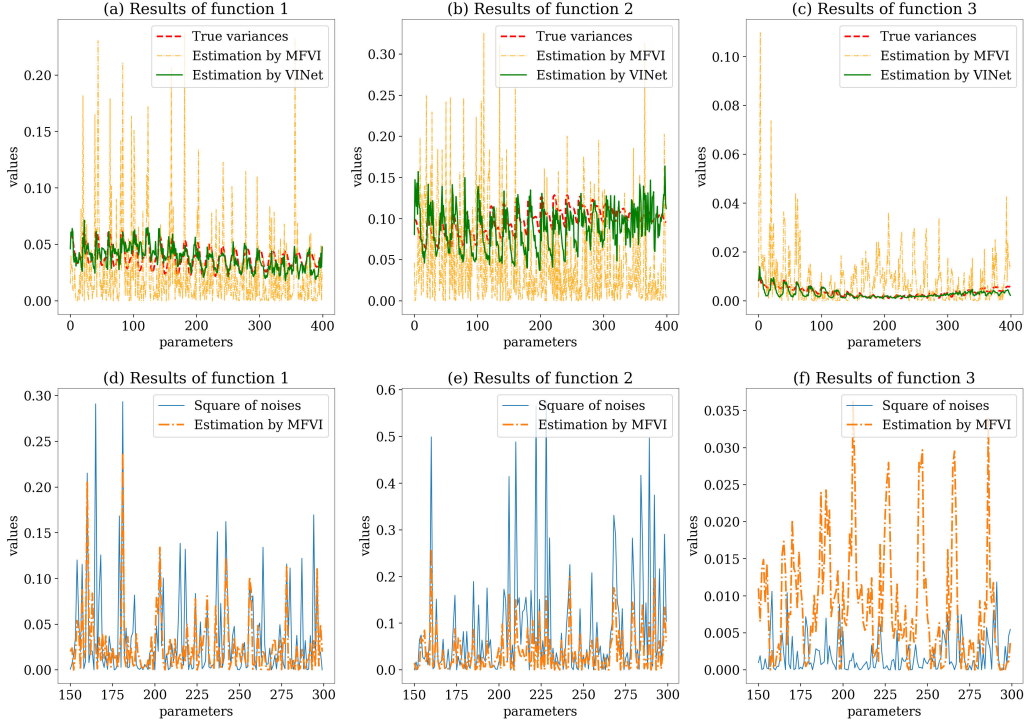 (a) Results of function 1
True variances
Estimation by MFVI
Estimation by VINet
values
0.20
0.15
0.10
0.05
0.00
0
100
200
300
400
parameters
(b) Results of function 2
True variances
Estimation by MFVI
Estimation by VINet
values
0.30
0.25
0.20
0.15
0.10
0.05
0.00
0
100
200
300
400
parameters
(c) Results of function 3
True variances
Estimation by MFVI
Estimation by VINet
values
0.10
0.08
0.06
0.04
0.02
0.00
0
100
200
300
400
parameters
(d) Results of function 1
Square of noises
Estimation by MFVI
values
0.30
0.25
0.20
0.15
0.10
0.05
0.00
150
175
200
225
250
275
300
parameters
(e) Results of function 2
Square of noises
Estimation by MFVI
values
0.6
0.5
0.4
0.3
0.2
0.1
0.0
150
175
200
225
250
275
300
parameters
(f) Results of function 3
Square of noises
Estimation by MFVI
values
0.035
0.030
0.025
0.020
0.015
0.010
0.005
0.000
150
175
200
225
250
275
300
parameters